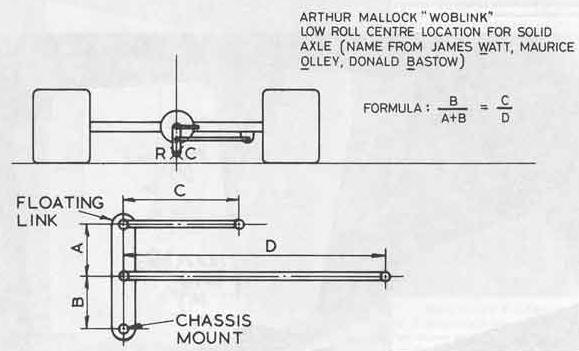 ARTHUR MALLOCK "WOBLINK"
LOW ROLL CENTRE LOCATION FOR SOLID
AXLE (NAME FROM JAMES WATT, MAURICE
OLLEY, DONALD BASTOW)
FORMULA: B/A+B = C/D
R C
FLOATING
LINK
C
D
A
B
CHASSIS
MOUNT